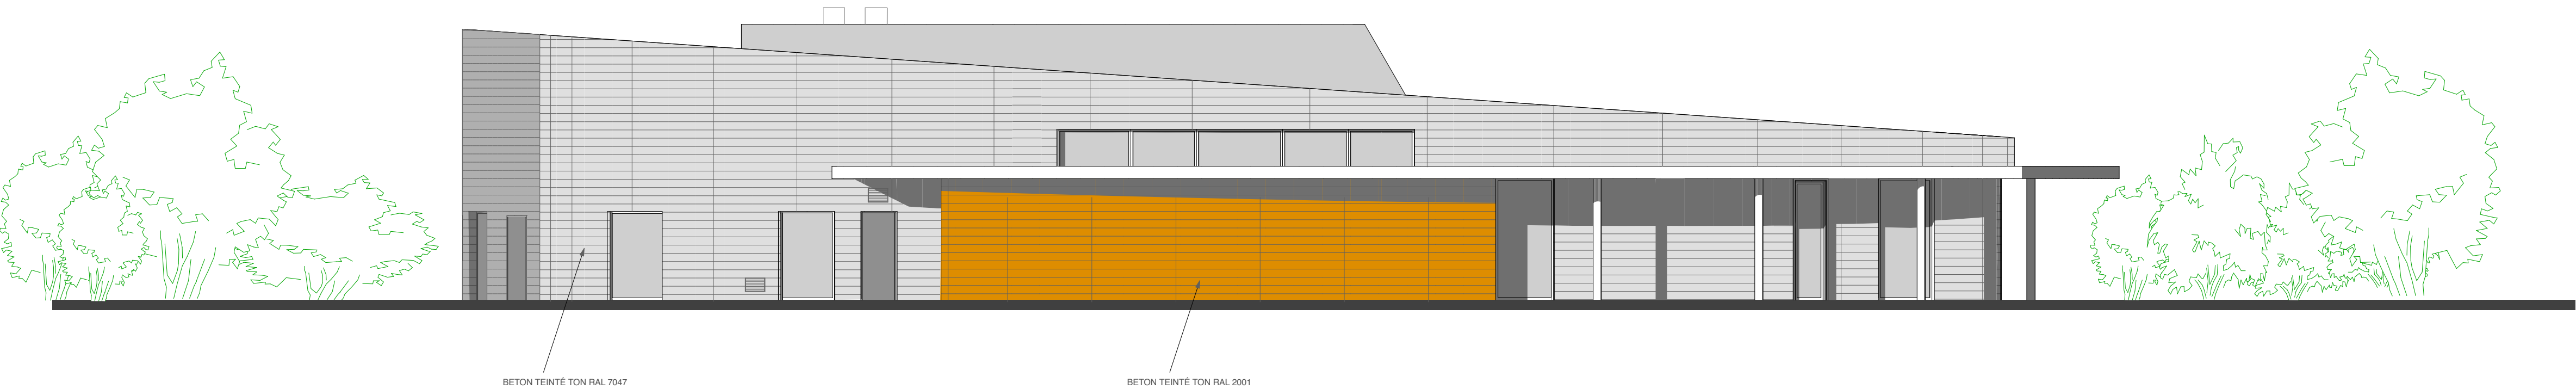 BETON TEINTÉ TON RAL 7047
BETON TEINTÉ TON RAL 2001